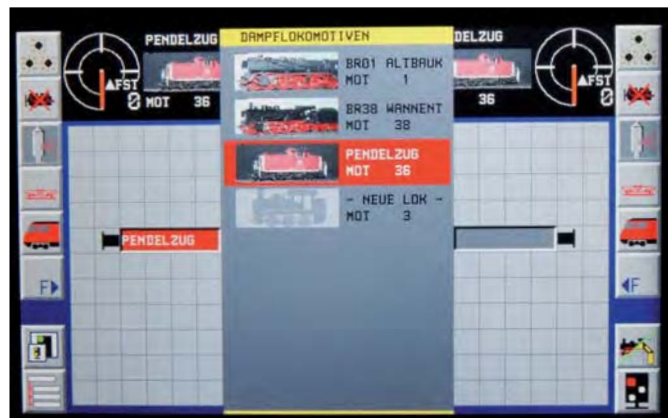 PENDELZUG
AFST
0 MOT 36
DAMPFLOKOMOTIVEN
BR01 ALTBAUK
MOT 1
BR38 WANNENT
MOT 38
PENDELZUG
MOT 36
- NEUE LOK -
MOT 3
DELZUG
AFST
36 0
PENDELZUG
F
F